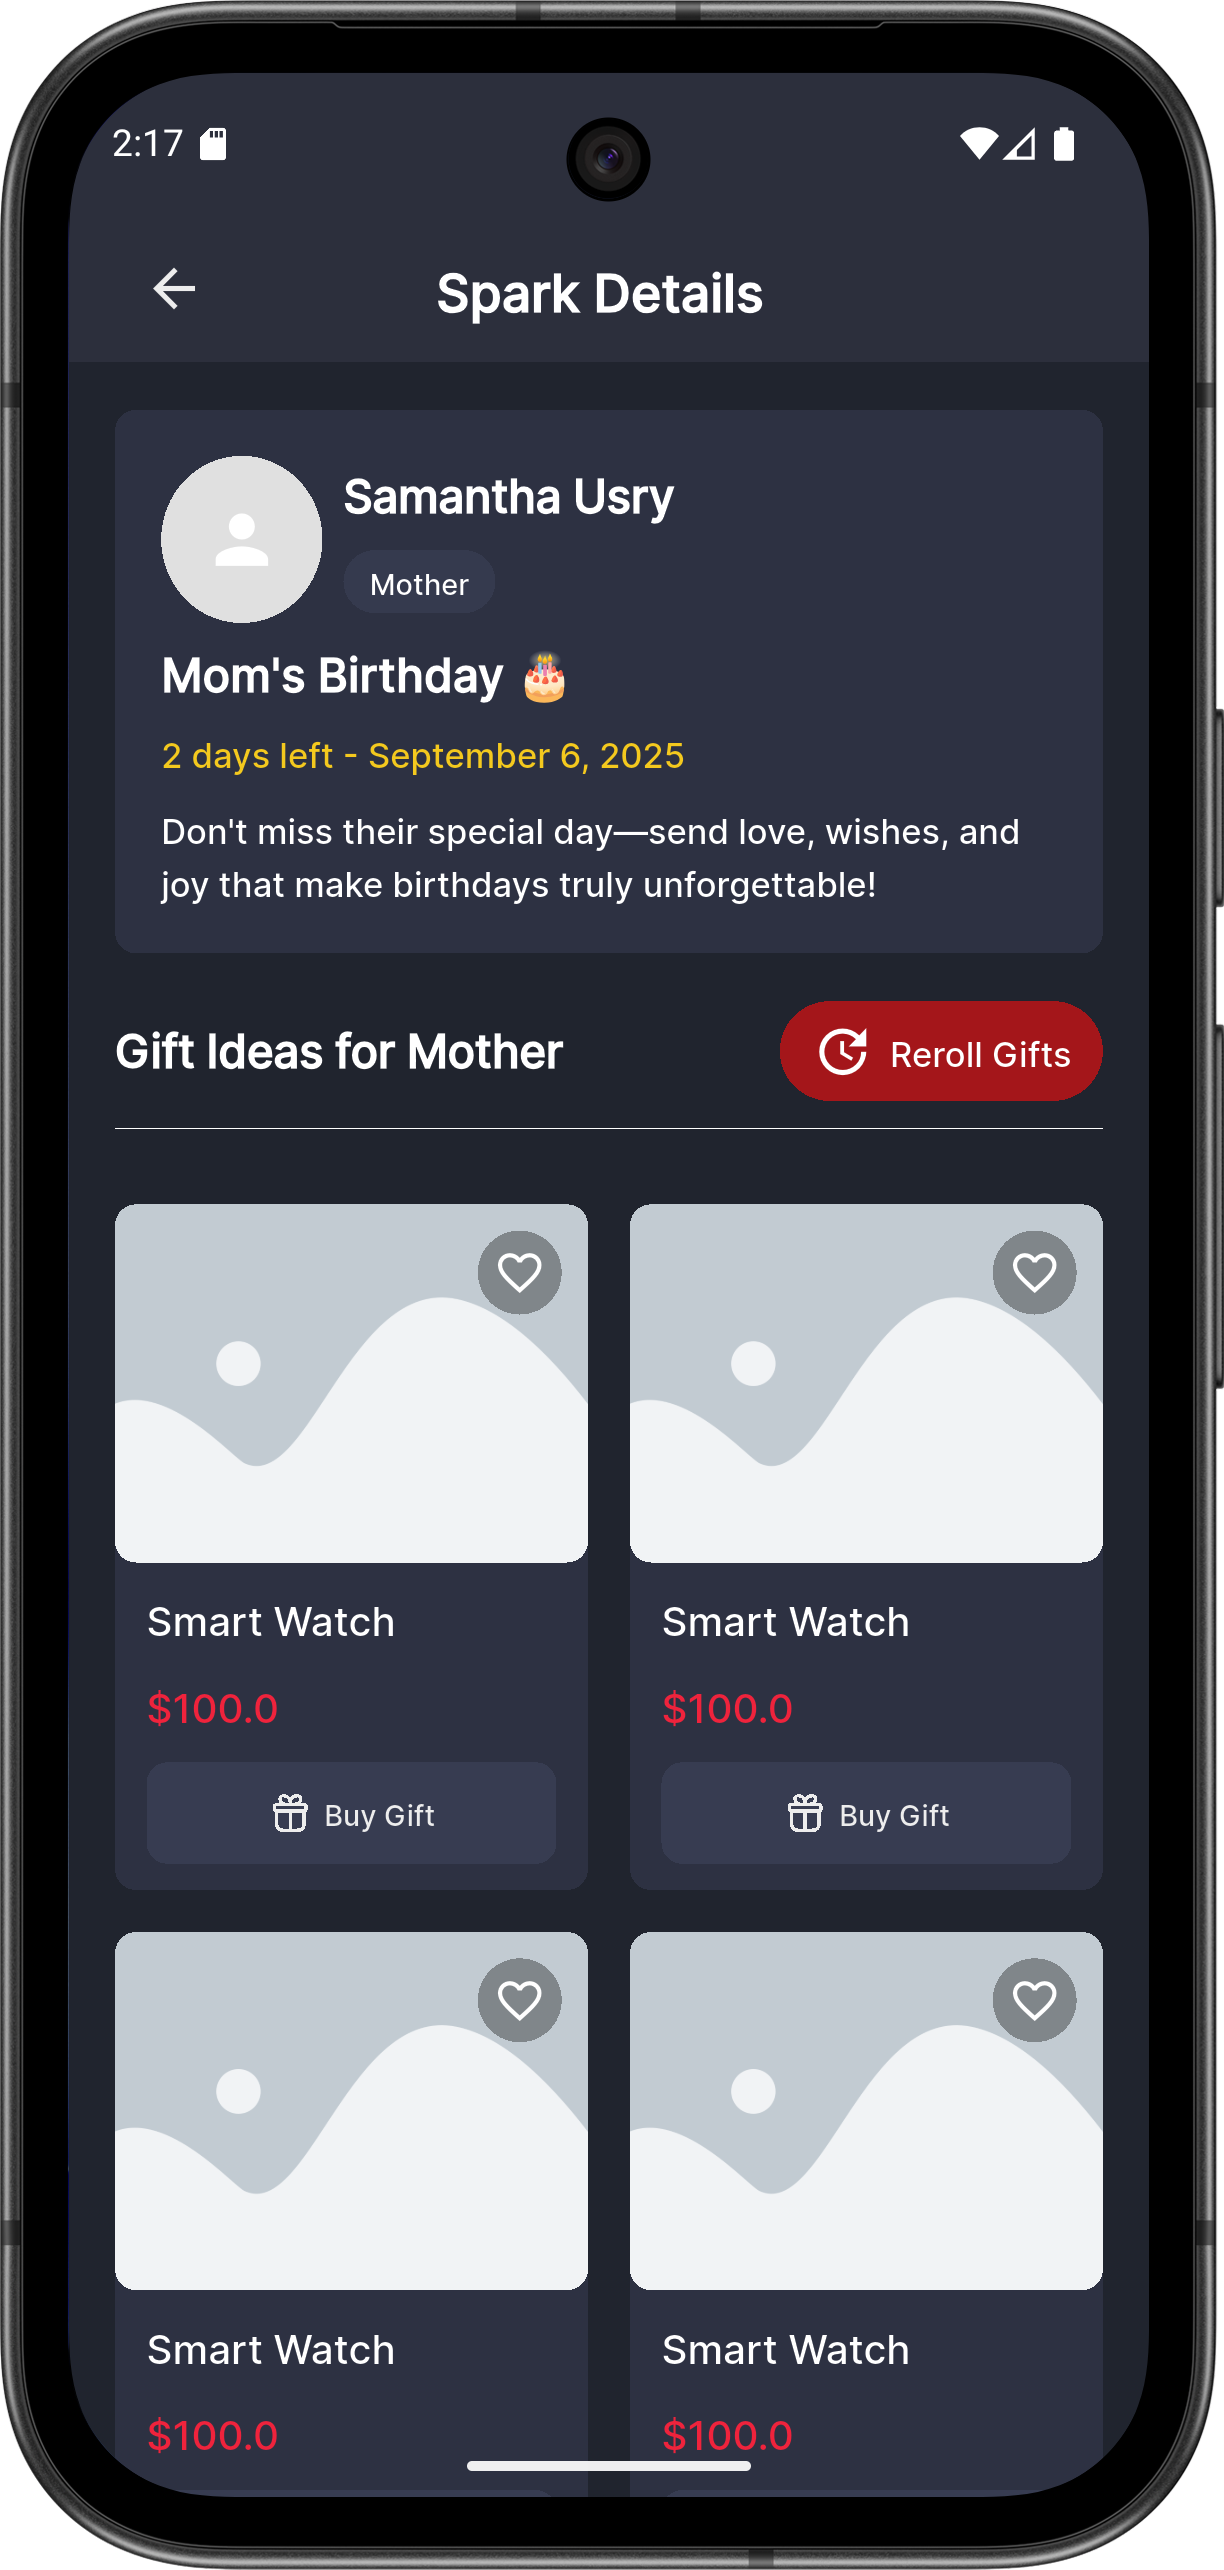 2:17
Spark Details
Samantha Usry
Mother
Mom's Birthday 🎂
2 days left - September 6, 2025
Don't miss their special day—send love, wishes, and
joy that make birthdays truly unforgettable!
Gift Ideas for Mother
Reroll Gifts
Smart Watch
$100.0
Buy Gift
Smart Watch
$100.0
Buy Gift
Smart Watch
$100.0
Smart Watch
$100.0